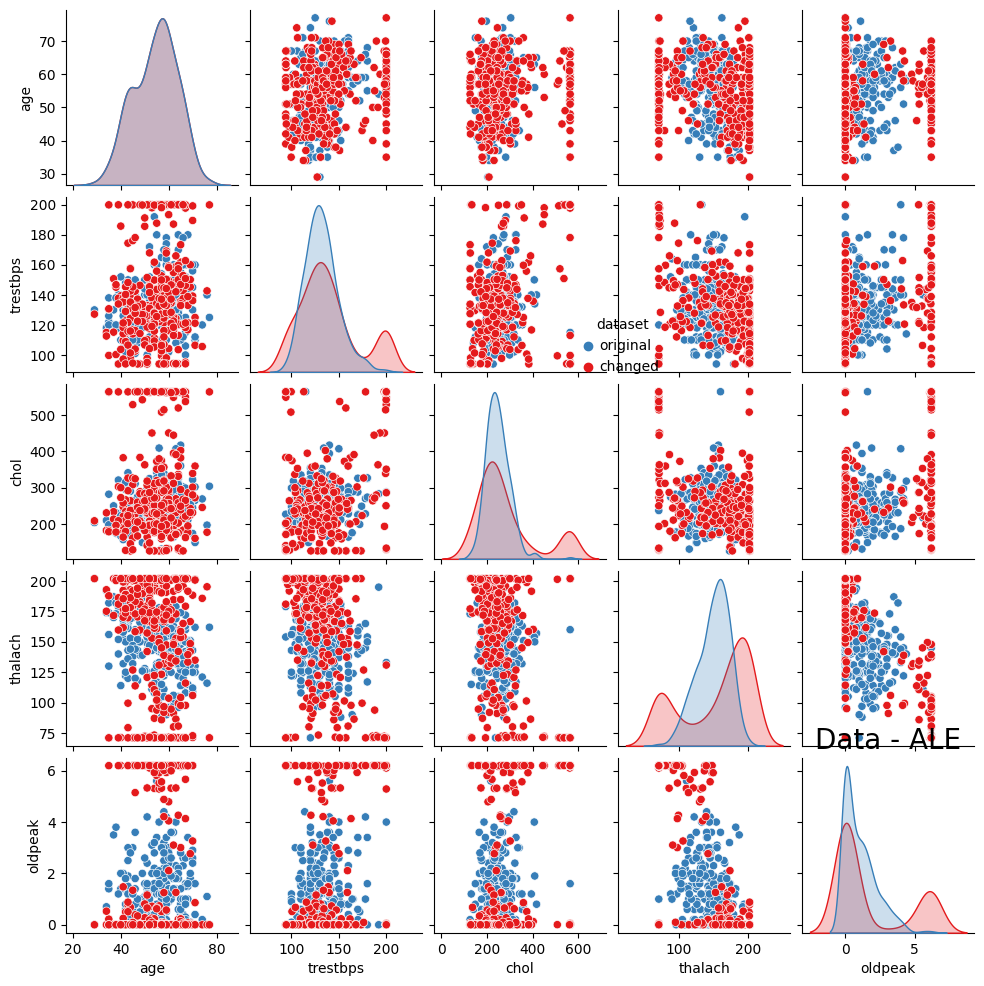 70
60
50
40
30
age
200
180
160
140
120
100
trestbps
dataset
original
changed
500
400
300
200
chol
200
175
150
125
100
75
thalach
Data - ALE
6
4
2
0
oldpeak
20 40 60 80
100 150 200
0 200 400 600
100 200
0 5
age
trestbps
chol
thalach
oldpeak